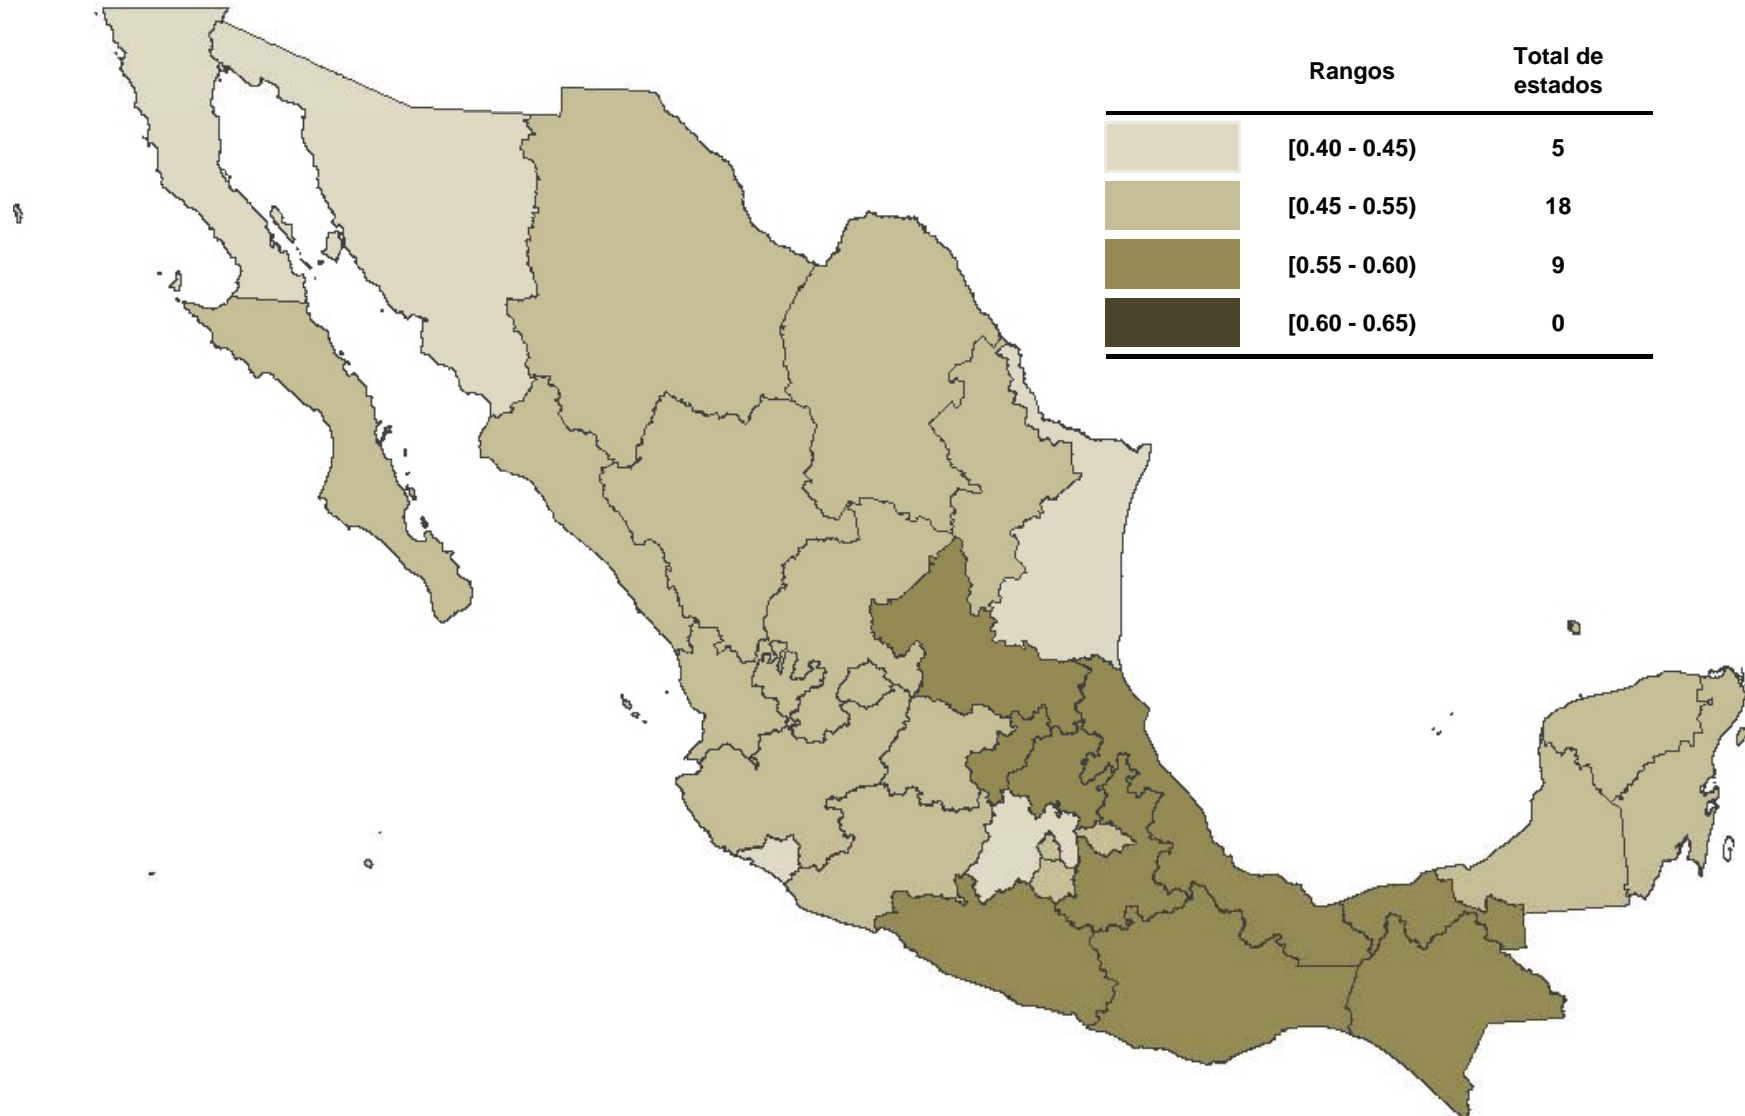 Rangos
Total de
estados
[0.40 - 0.45)
5
[0.45 - 0.55)
18
[0.55 - 0.60)
9
[0.60 - 0.65)
0